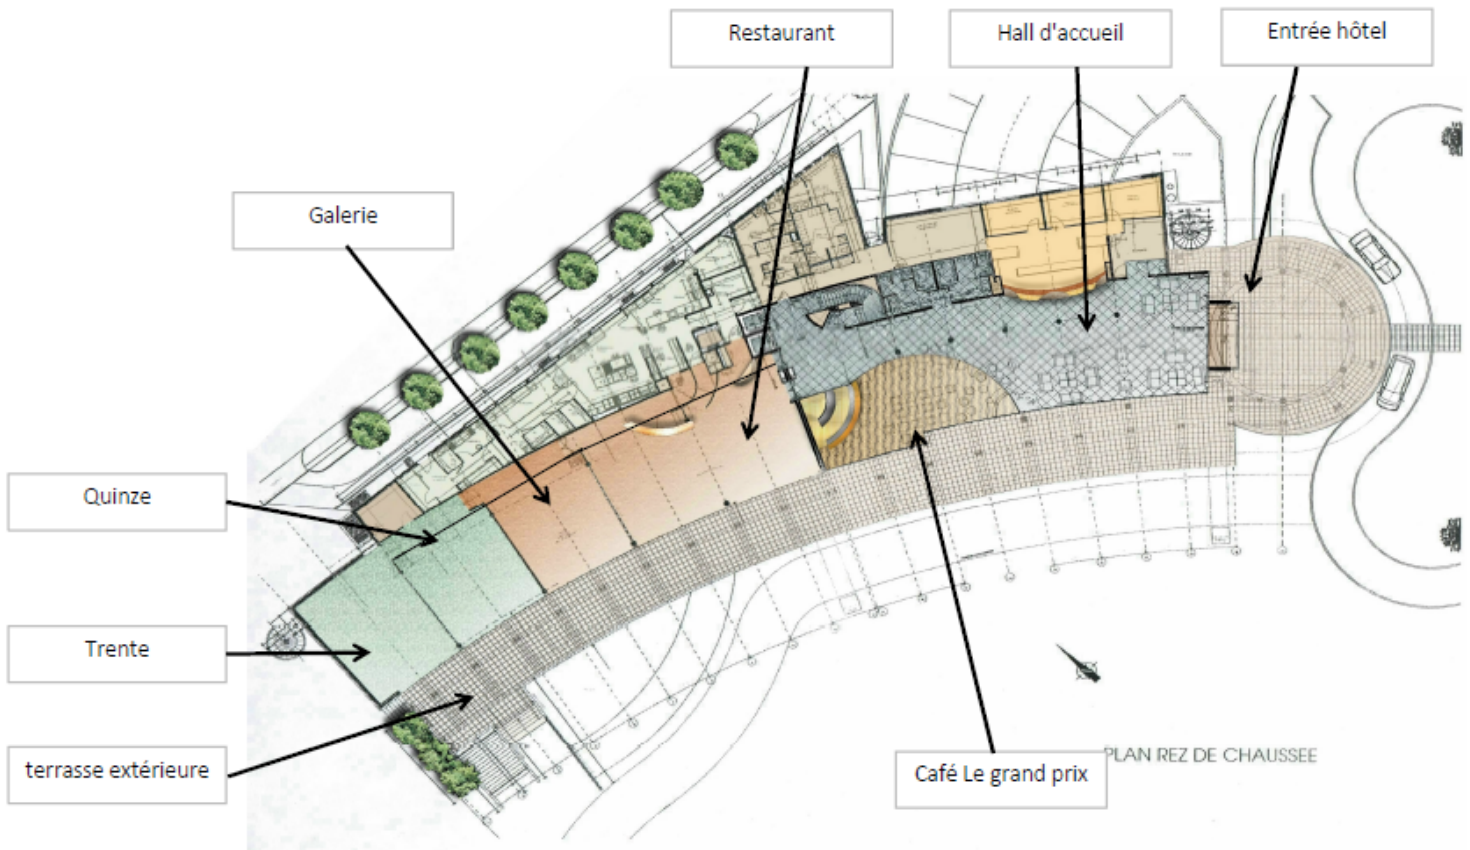 Restaurant
Hall d'accueil
Entrée hôtel
Galerie
Quinze
Trente
terrasse extérieure
Café Le grand prix
PLAN REZ DE CHAUSSEE